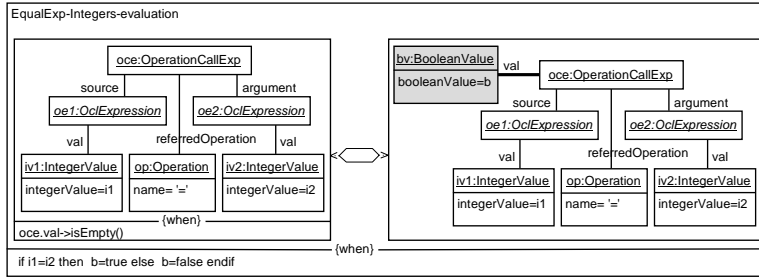 EqualExp-Integers-evaluation
oce:OperationCallExp
source
argument
oe1:OclExpression
oe2:OclExpression
val
referredOperation
val
iv1:IntegerValue
op:Operation
iv2:IntegerValue
integerValue=i1
name= '='
integerValue=i2
{when}
oce.val->isEmpty()
< >
bv:BooleanValue
val
booleanValue=b
oce:OperationCallExp
source
argument
oe1:OclExpression
oe2:OclExpression
val
referredOperation
val
iv1:IntegerValue
op:Operation
iv2:IntegerValue
integerValue=i1
name= '='
integerValue=i2
{when}
if i1=i2 then b=true else b=false endif